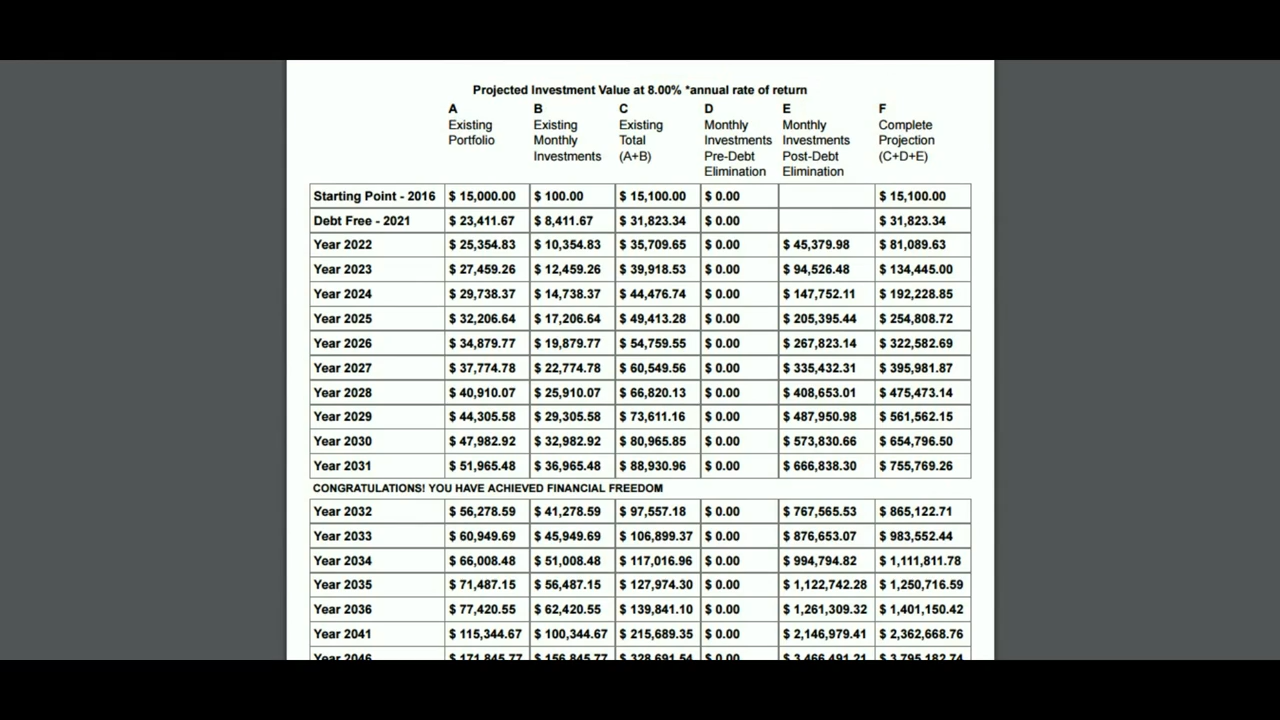 Projected Investment Value at 8.00% *annual rate of return
A B C D E F
Existing Existing Existing Monthly Monthly Complete
Portfolio Monthly Total Investments Investments Projection
Investments (A+B) Pre-Debt Post-Debt (C+D+E)
Elimination Elimination
Starting Point - 2016 $ 15,000.00 $ 100.00 $ 15,100.00 $ 0.00 $ 15,100.00
Debt Free - 2021 $ 23,411.67 $ 8,411.67 $ 31,823.34 $ 0.00 $ 31,823.34
Year 2022 $ 25,354.83 $ 10,354.83 $ 35,709.65 $ 0.00 $ 45,379.98 $ 81,089.63
Year 2023 $ 27,459.26 $ 12,459.26 $ 39,918.53 $ 0.00 $ 94,526.48 $ 134,445.00
Year 2024 $ 29,738.37 $ 14,738.37 $ 44,476.74 $ 0.00 $ 147,752.11 $ 192,228.85
Year 2025 $ 32,206.64 $ 17,206.64 $ 49,413.28 $ 0.00 $ 205,395.44 $ 254,808.72
Year 2026 $ 34,879.77 $ 19,879.77 $ 54,759.55 $ 0.00 $ 267,823.14 $ 322,582.69
Year 2027 $ 37,774.78 $ 22,774.78 $ 60,549.56 $ 0.00 $ 335,432.31 $ 395,981.87
Year 2028 $ 40,910.07 $ 25,910.07 $ 66,820.13 $ 0.00 $ 408,653.01 $ 475,473.14
Year 2029 $ 44,305.58 $ 29,305.58 $ 73,611.16 $ 0.00 $ 487,950.98 $ 561,562.15
Year 2030 $ 47,982.92 $ 32,982.92 $ 80,965.85 $ 0.00 $ 573,830.66 $ 654,796.50
Year 2031 $ 51,965.48 $ 36,965.48 $ 88,930.96 $ 0.00 $ 666,838.30 $ 755,769.26
CONGRATULATIONS! YOU HAVE ACHIEVED FINANCIAL FREEDOM
Year 2032 $ 56,278.59 $ 41,278.59 $ 97,557.18 $ 0.00 $ 767,565.53 $ 865,122.71
Year 2033 $ 60,949.69 $ 45,949.69 $ 106,899.37 $ 0.00 $ 876,653.07 $ 983,552.44
Year 2034 $ 66,008.48 $ 51,008.48 $ 117,016.96 $ 0.00 $ 994,794.82 $ 1,111,811.78
Year 2035 $ 71,487.15 $ 56,487.15 $ 127,974.30 $ 0.00 $ 1,122,742.28 $ 1,250,716.59
Year 2036 $ 77,420.55 $ 62,420.55 $ 139,841.10 $ 0.00 $ 1,261,309.32 $ 1,401,150.42
Year 2041 $ 115,344.67 $ 100,344.67 $ 215,689.35 $ 0.00 $ 2,146,979.41 $ 2,362,668.76
Year 2046 $ 171,845.77 $ 156,845.77 $ 328,691.54 $ 0.00 $ 3,466,491.21 $ 3,795,182.74